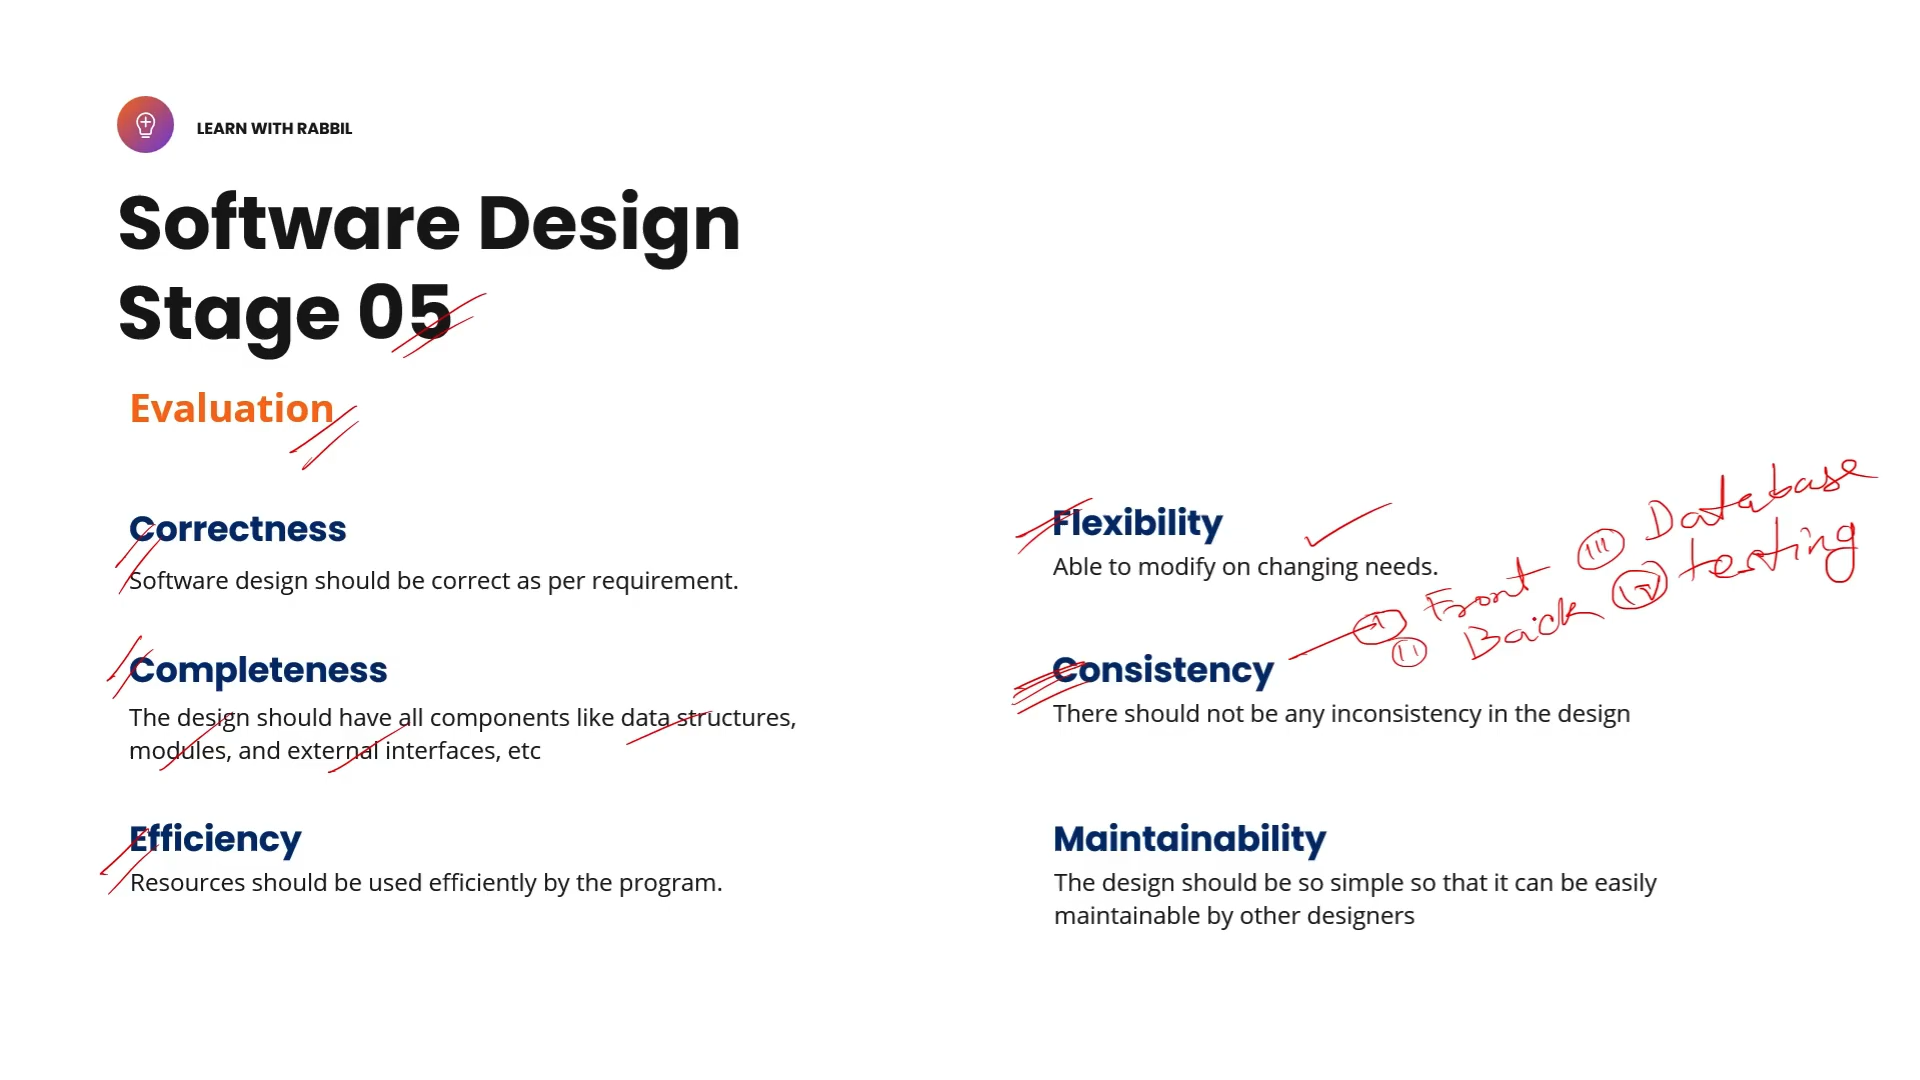 LEARN WITH RABBIL
Software Design
Stage 05
Evaluation
Correctness
Software design should be correct as per requirement.
Completeness
The design should have all components like data structures,
modules, and external interfaces, etc
Efficiency
Resources should be used efficiently by the program.
Flexibility
Able to modify on changing needs.
Consistency
There should not be any inconsistency in the design
Maintainability
The design should be so simple so that it can be easily
maintainable by other designers
Front
II Back
III Database
IV testing